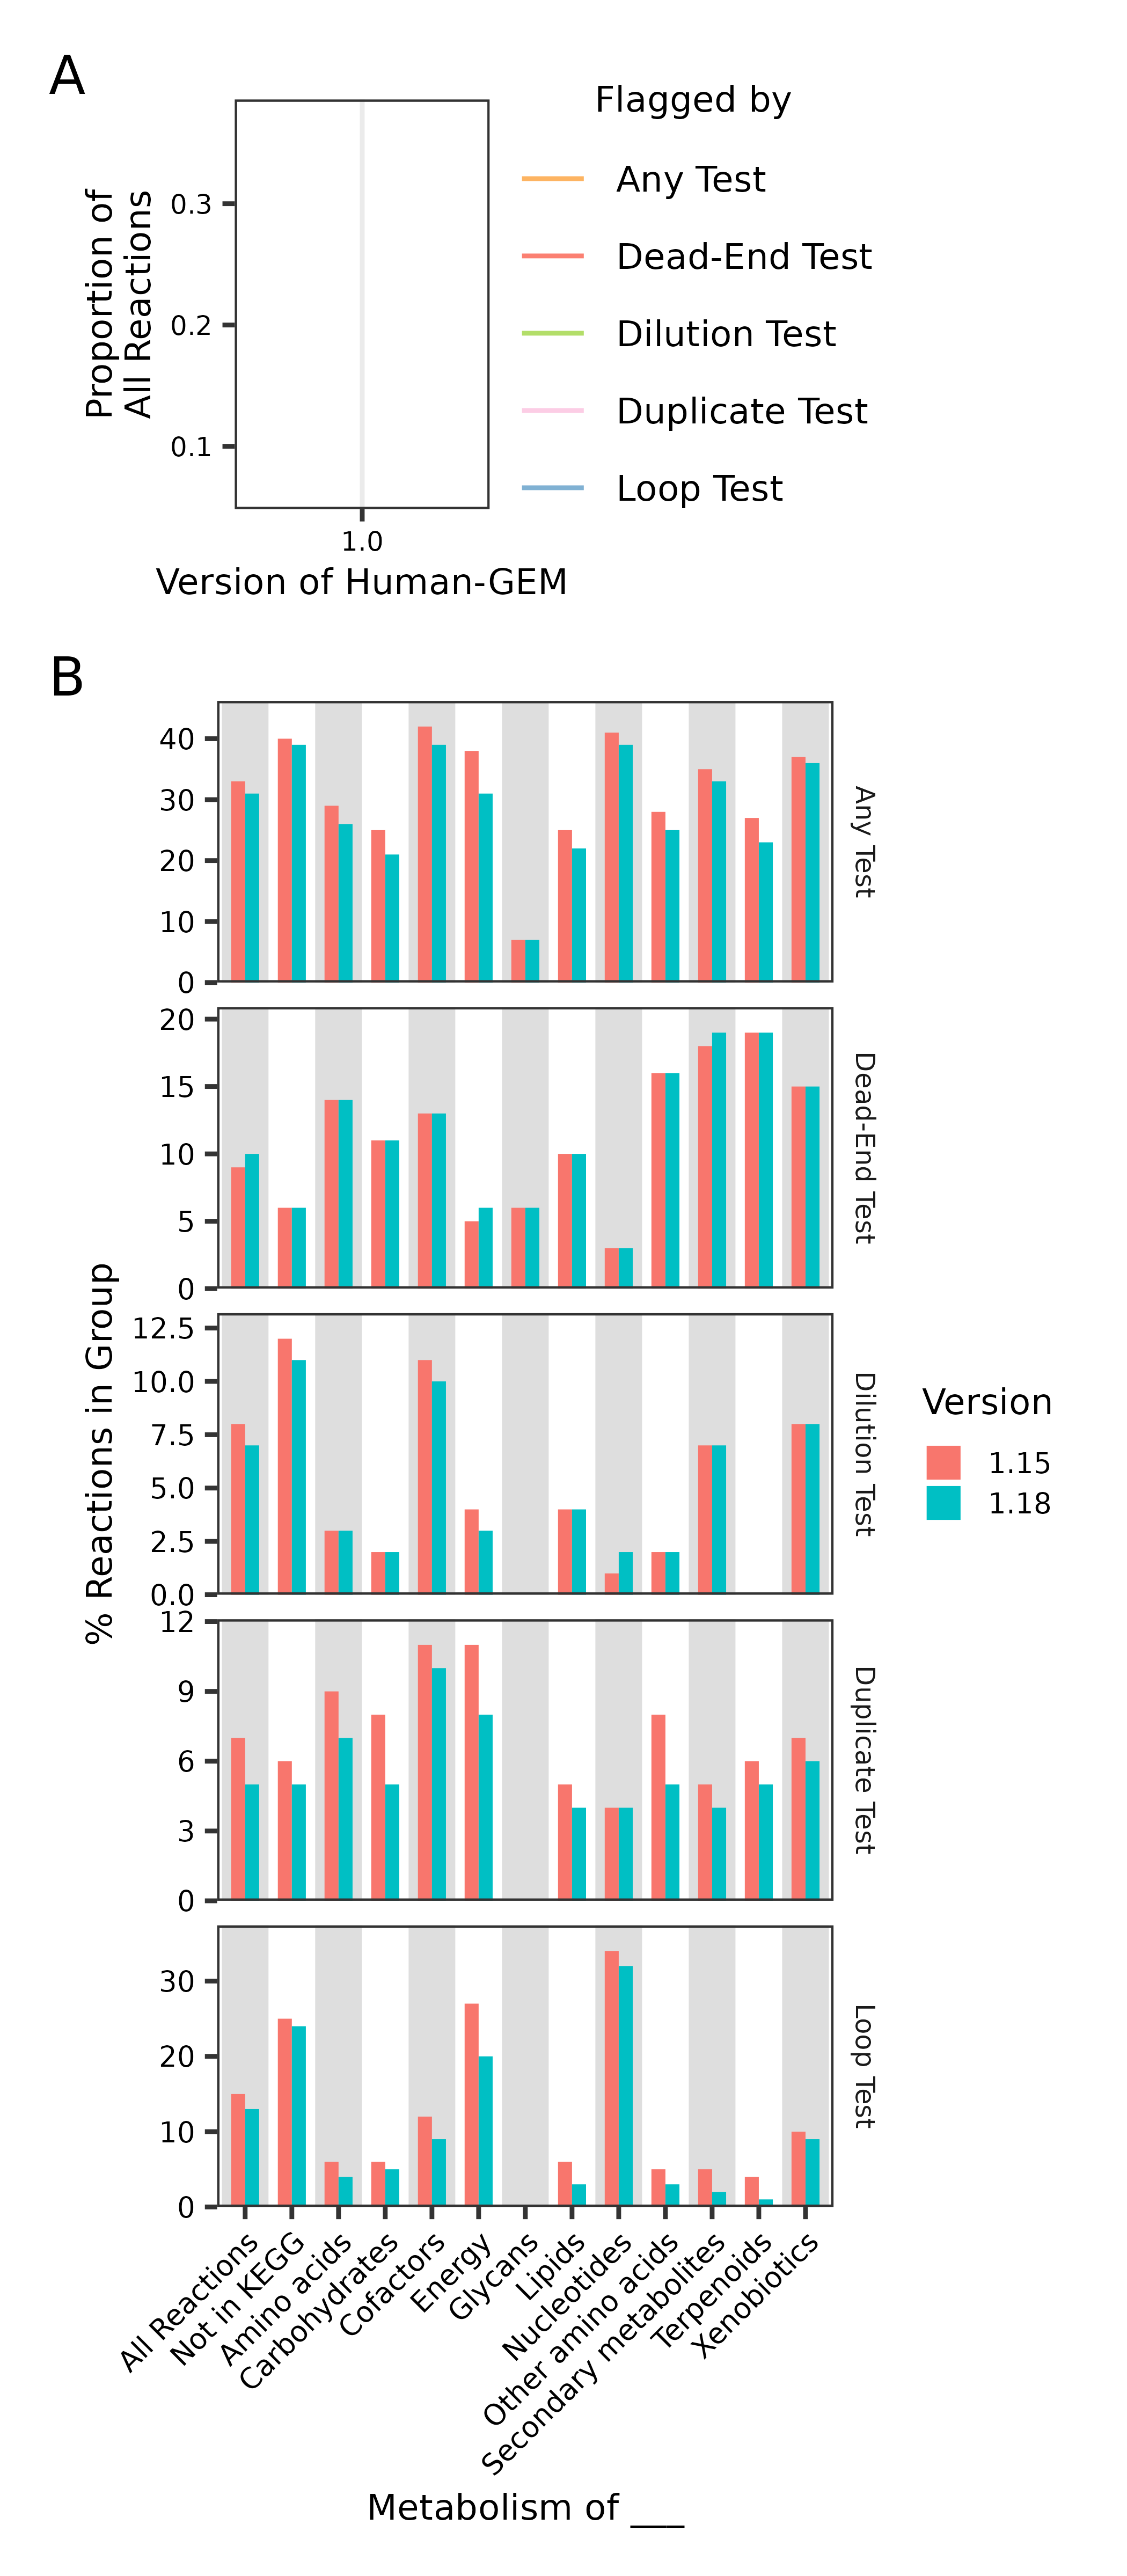 A
Proportion of
All Reactions
0.3
0.2
0.1
1.0
Version of Human-GEM
Flagged by
Any Test
Dead-End Test
Dilution Test
Duplicate Test
Loop Test
B
% Reactions in Group
40
30
20
10
0
Any Test
20
15
10
5
0
Dead-End Test
12.5
10.0
7.5
5.0
2.5
0.0
Dilution Test
12
9
6
3
0
Duplicate Test
30
20
10
0
Loop Test
All Reactions
Not in KEGG
Amino acids
Carbohydrates
Cofactors
Energy
Glycans
Lipids
Nucleotides
Other amino acids
Secondary metabolites
Terpenoids
Xenobiotics
Metabolism of ___
Version
1.15
1.18